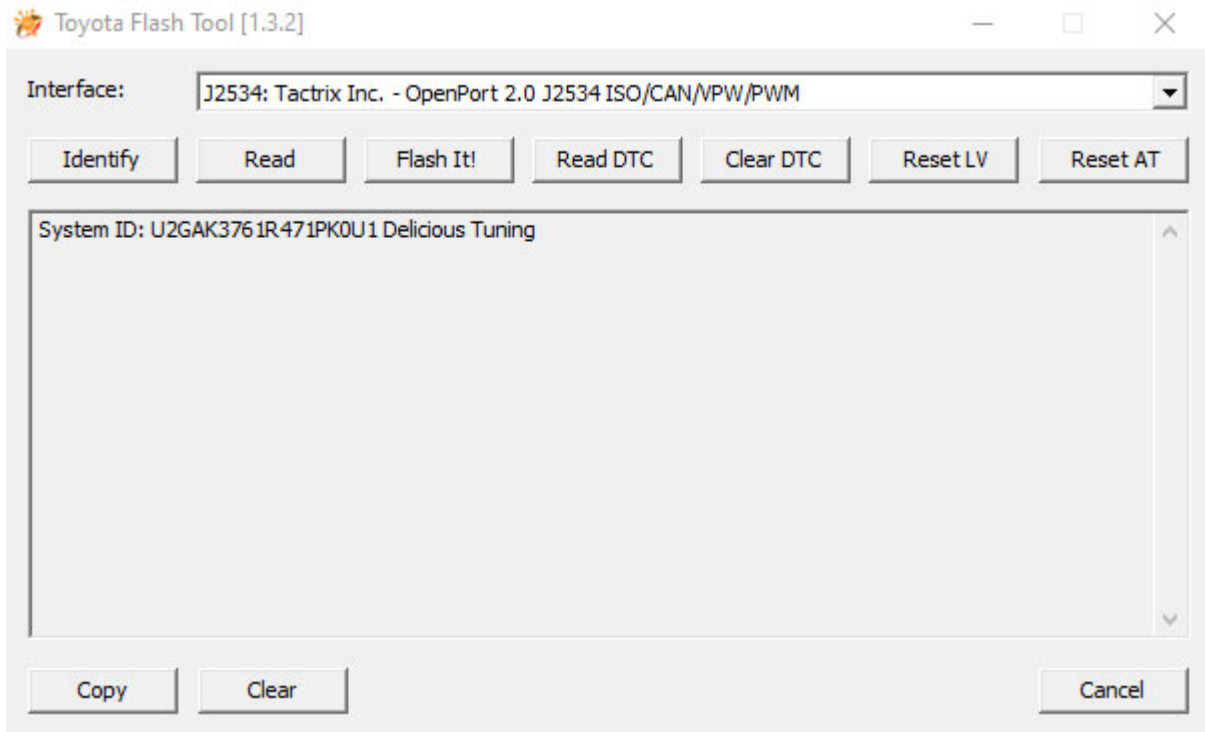 Toyota Flash Tool [1.3.2]
Interface: J2534: Tactrix Inc. - OpenPort 2.0 J2534 ISO/CAN/VPW/PWM
Identify Read Flash It! Read DTC Clear DTC Reset LV Reset AT
System ID: U2GAK3761R471PK0U1 Delicious Tuning
Copy Clear Cancel